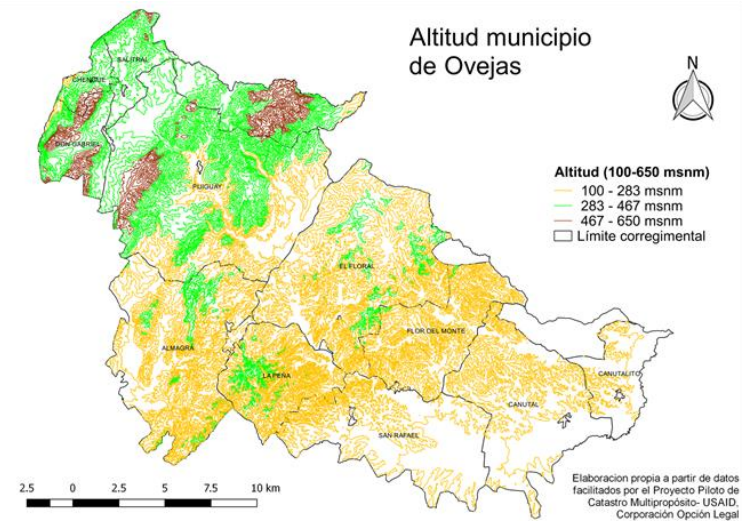 Altitud municipio
de Ovejas
N
Altitud (100-650 msnm)
100 - 283 msnm
283 - 467 msnm
467 - 650 msnm
Límite corregimental
BALITRAL
CHENGUE
DON GABRIEL
PIJIGUAY
EL FLORAL
FLOR DEL MONTE
ALMAGRA
LA PEÑA
CANUTALITO
CANUTAL
SAN RAFAEL
2.5 0 2.5 5 7.5 10 km
Elaboracion propia a partir de datos
facilitados por el Proyecto Piloto de
Catastro Multipropósito- USAID,
Corporación Opción Legal